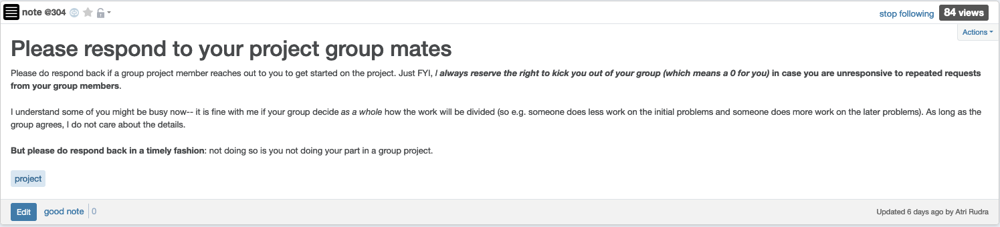 note @304
stop following 84 views
Actions
Please respond to your project group mates
Please do respond back if a group project member reaches out to you to get started on the project. Just FYI, I always reserve the right to kick you out of your group (which means a 0 for you) in case you are unresponsive to repeated requests
from your group members.
I understand some of you might be busy now-- it is fine with me if your group decide as a whole how the work will be divided (so e.g. someone does less work on the initial problems and someone does more work on the later problems). As long as the
group agrees, I do not care about the details.
But please do respond back in a timely fashion: not doing so is you not doing your part in a group project.
project
Edit good note 0
Updated 6 days ago by Atri Rudra